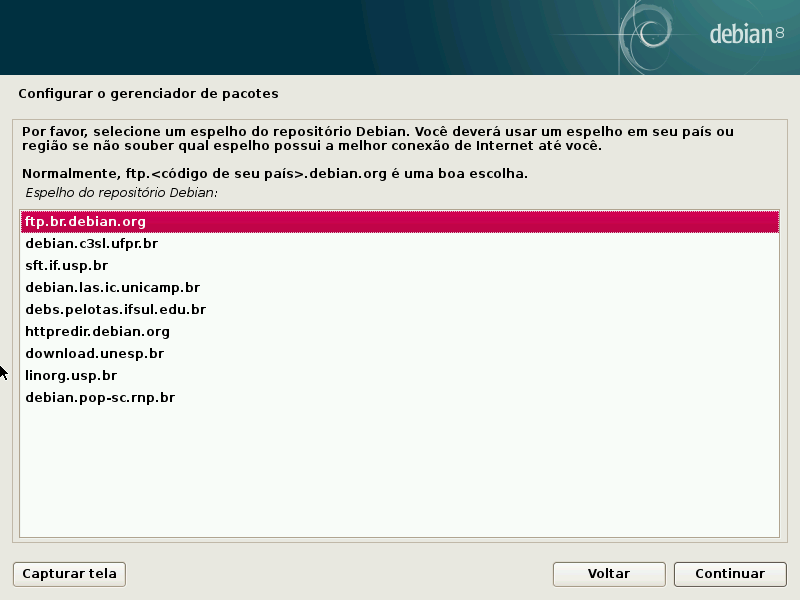 debian 8
Configurar o gerenciador de pacotes
Por favor, selecione um espelho do repositório Debian. Você deverá usar um espelho em seu país ou
região se não souber qual espelho possui a melhor conexão de Internet até você.
Normalmente, ftp.<código de seu país>.debian.org é uma boa escolha.
Espelho do repositório Debian:
ftp.br.debian.org
debian.c3sl.ufpr.br
sft.if.usp.br
debian.las.ic.unicamp.br
debs.pelotas.ifsul.edu.br
httpredir.debian.org
download.unesp.br
linorg.usp.br
debian.pop-sc.rnp.br
Capturar tela
Voltar
Continuar